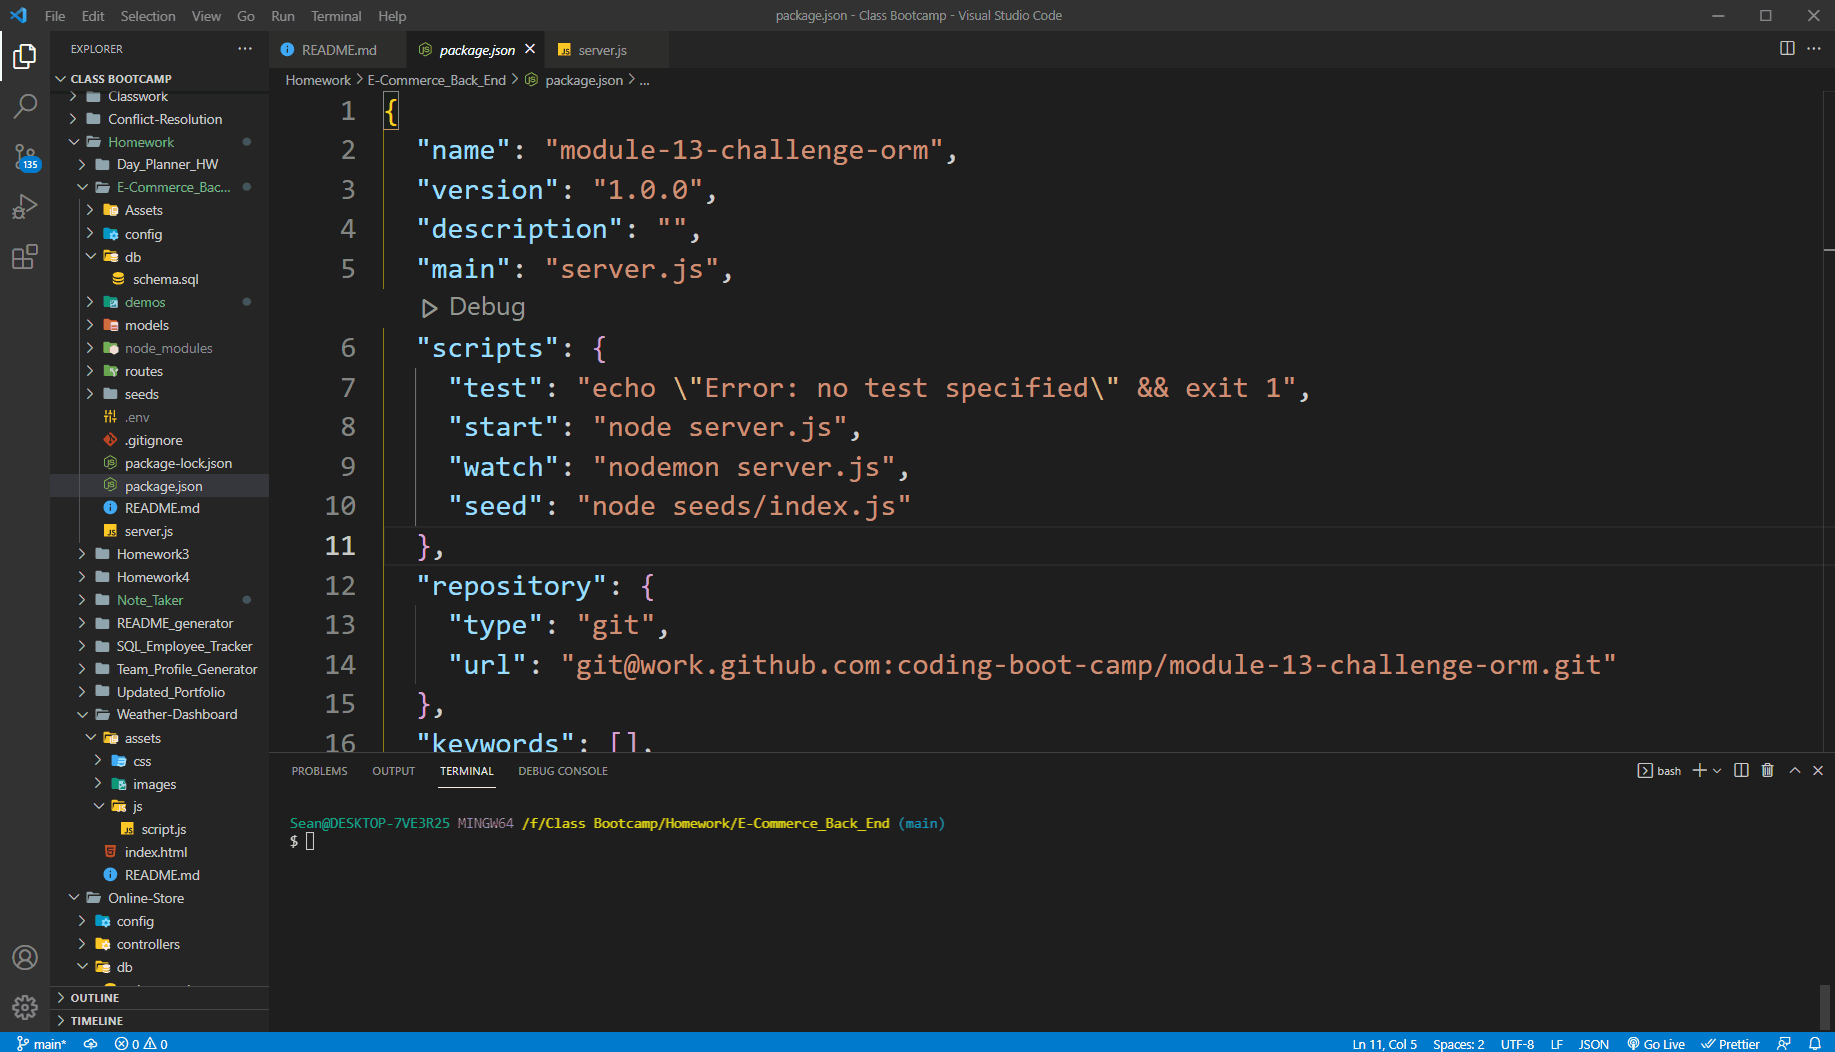 File Edit Selection View Go Run Terminal Help
package.json - Class Bootcamp - Visual Studio Code
EXPLORER
README.md
package.json
server.js
CLASS BOOTCAMP
Homework > E-Commerce_Back_End > package.json > ...
Classwork
Conflict-Resolution
Homework
Day_Planner_HW
E-Commerce_Bac...
Assets
config
db
schema.sql
demos
models
node_modules
routes
seeds
.env
.gitignore
package-lock.json
package.json
README.md
server.js
Homework3
Homework4
Note_Taker
README_generator
SQL_Employee_Tracker
Team_Profile_Generator
Updated_Portfolio
Weather-Dashboard
assets
css
images
js
script.js
index.html
README.md
Online-Store
config
controllers
db
OUTLINE
TIMELINE
135
1 {
2 "name": "module-13-challenge-orm",
3 "version": "1.0.0",
4 "description": "",
5 "main": "server.js",
Debug
6 "scripts": {
7 "test": "echo \"Error: no test specified\" && exit 1",
8 "start": "node server.js",
9 "watch": "nodemon server.js",
10 "seed": "node seeds/index.js"
11 },
12 "repository": {
13 "type": "git",
14 "url": "git@work.github.com:coding-boot-camp/module-13-challenge-orm.git"
15 },
16 "keywords": [],
PROBLEMS OUTPUT TERMINAL DEBUG CONSOLE
bash
Sean@DESKTOP-7VE3R25 MINGW64 /f/Class Bootcamp/Homework/E-Commerce_Back_End (main)
$
main* 0 0
Ln 11, Col 5 Spaces: 2 UTF-8 LF JSON Go Live Prettier